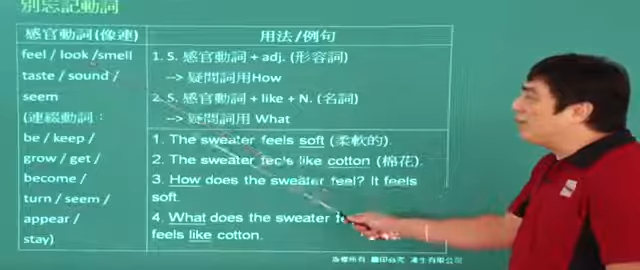 別忘記動詞
感官動詞(像連)
feel / look /smell
taste / sound /
seem
(連綴動詞：
be / keep /
grow / get /
become /
turn / seem /
appear /
stay)
用法/例句
1. S. 感官動詞 + adj. (形容詞)
--> 疑問詞用How
2. S. 感官動詞 + like + N. (名詞)
--> 疑問詞用 What
1. The sweater feels soft (柔軟的)
2. The sweater feels like cotton (棉花).
3. How does the sweater feel? It feels
soft.
4. What does the sweater
feels like cotton.
版權所有 翻印必究